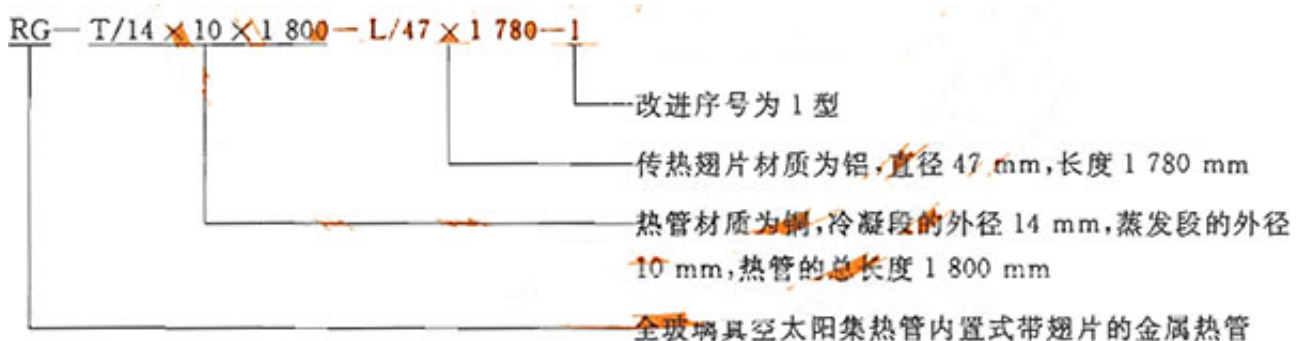 RG—T/14×10×1 800—L/47×1 780—1
改进序号为 1 型
传热翅片材质为铝,直径 47 mm,长度 1 780 mm
热管材质为铜,冷凝段的外径 14 mm,蒸发段的外径
10 mm,热管的总长度 1 800 mm
全玻璃真空太阳集热管内置式带翅片的金属热管